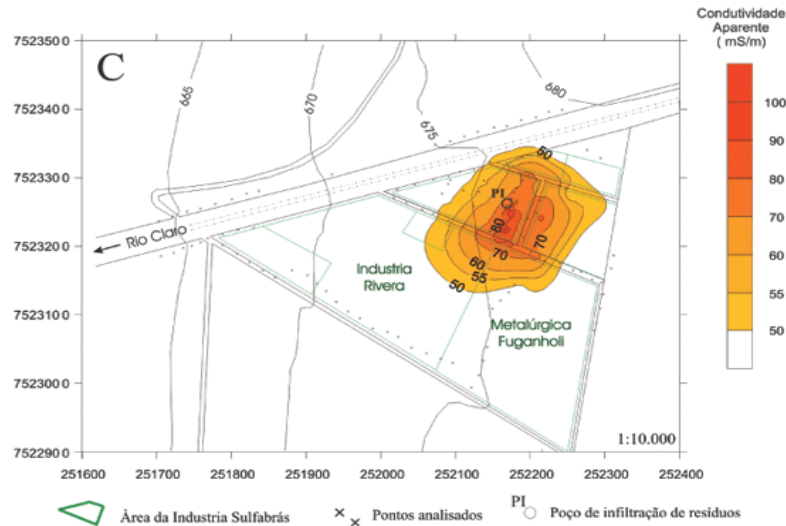 Condutividade
Aparente
( mS/m)
C
100
90
80
70
60
55
50
7523500
7523400
7523300
7523200
7523100
7523000
7522900
251600
251700
251800
251900
252000
252100
252200
252300
252400
665
670
675
680
Rio Claro
50
PI
80
70
70
60
55
50
Industria
Rivera
Metalúrgica
Fuganholi
1:10.000
Àrea da Industria Sulfabrás
Pontos analisados
PI
Poço de infiltração de resíduos